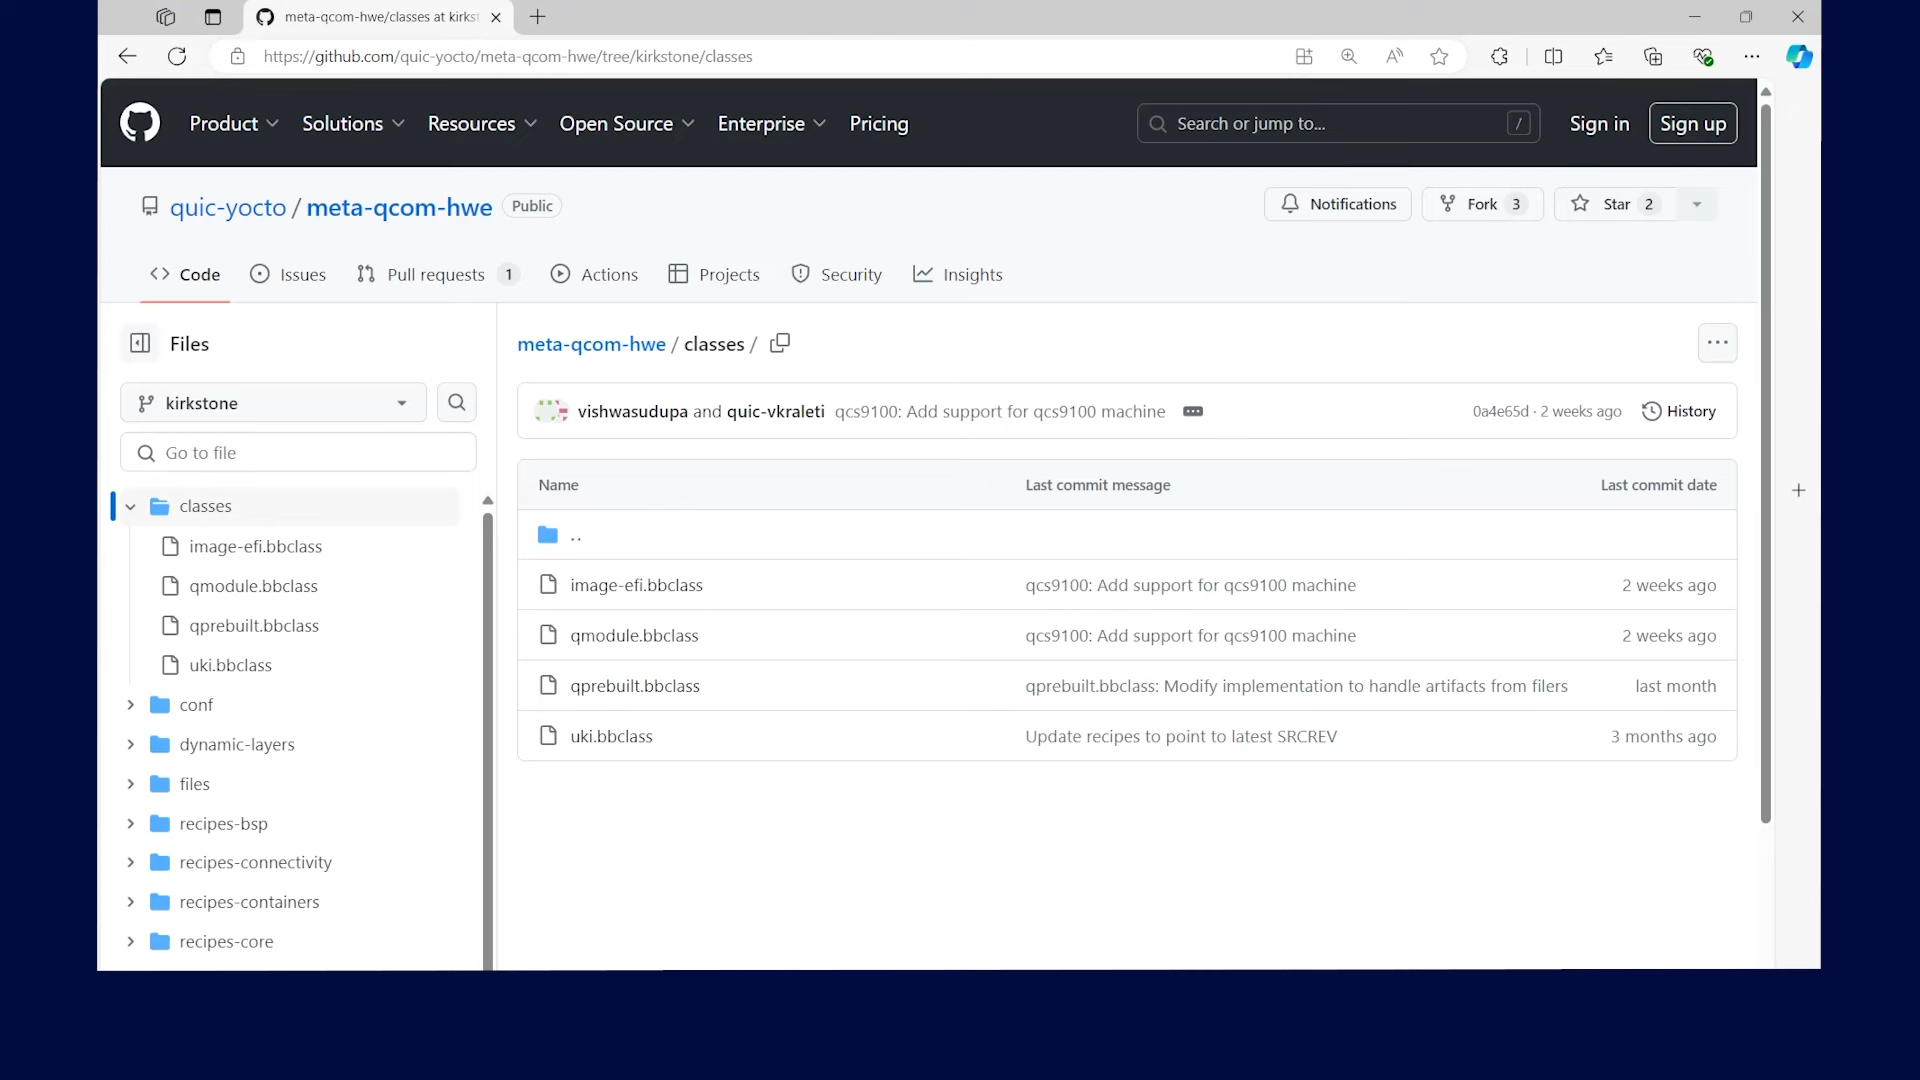 meta-qcom-hwe/classes at kirkst
https://github.com/quic-yocto/meta-qcom-hwe/tree/kirkstone/classes
Product Solutions Resources Open Source Enterprise Pricing Search or jump to... / Sign in Sign up
quic-yocto / meta-qcom-hwe Public Notifications Fork 3 Star 2
Code Issues Pull requests 1 Actions Projects Security Insights
Files
kirkstone
Go to file
classes
image-efi.bbclass
qmodule.bbclass
qprebuilt.bbclass
uki.bbclass
conf
dynamic-layers
files
recipes-bsp
recipes-connectivity
recipes-containers
recipes-core
meta-qcom-hwe / classes /
vishwasudupa and quic-vkraleti qcs9100: Add support for qcs9100 machine 0a4e65d · 2 weeks ago History
Name Last commit message Last commit date
..
image-efi.bbclass qcs9100: Add support for qcs9100 machine 2 weeks ago
qmodule.bbclass qcs9100: Add support for qcs9100 machine 2 weeks ago
qprebuilt.bbclass qprebuilt.bbclass: Modify implementation to handle artifacts from filers last month
uki.bbclass Update recipes to point to latest SRCREV 3 months ago